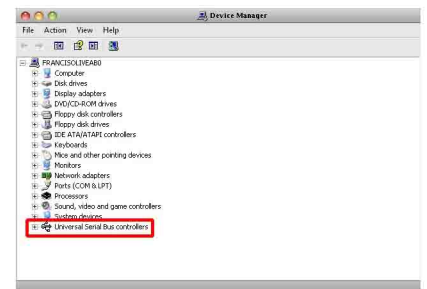 Device Manager
File Action View Help
FRANCISOLIVEAB0
Computer
Disk drives
Display adapters
DVD/CD-ROM drives
Floppy disk controllers
Floppy disk drives
IDE ATA/ATAPI controllers
Keyboards
Mice and other pointing devices
Monitors
Network adapters
Ports (COM & LPT)
Processors
Sound, video and game controllers
System devices
Universal Serial Bus controllers